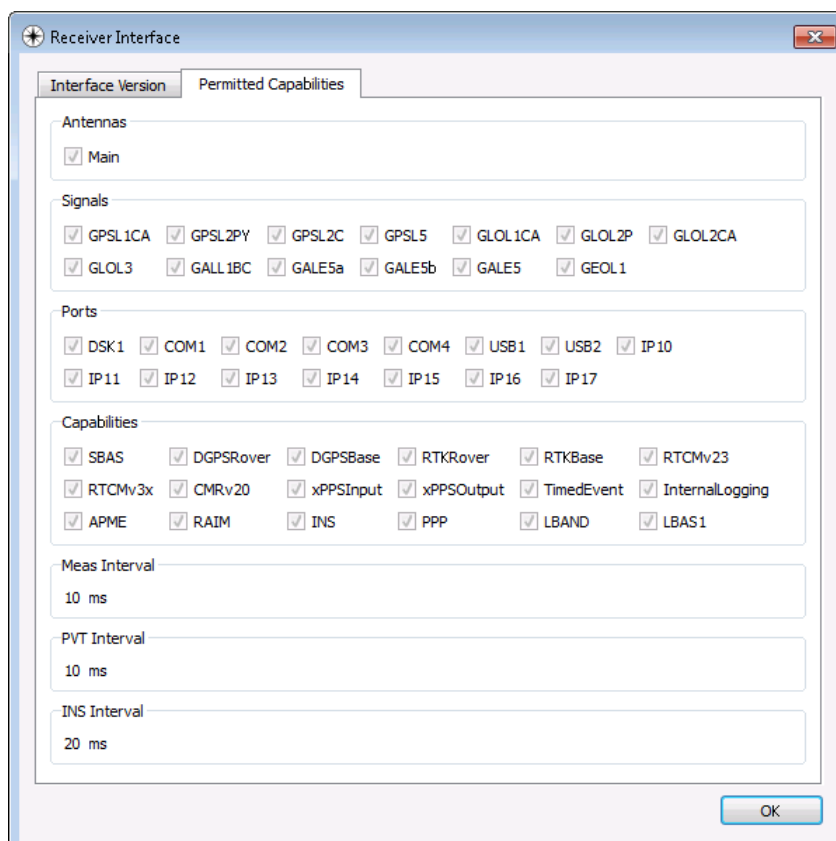 Receiver Interface
Interface Version Permitted Capabilities
Antennas
Main
Signals
GPSL1CA GPSL2PY GPSL2C GPSL5 GLOL1CA GLOL2P GLOL2CA
GLOL3 GALL1BC GALE5a GALE5b GALE5 GEOL1
Ports
DSK1 COM1 COM2 COM3 COM4 USB1 USB2 IP10
IP11 IP12 IP13 IP14 IP15 IP16 IP17
Capabilities
SBAS DGPSRover DGPSBase RTKRover RTKBase RTCMv23
RTCMv3x CMRv20 xPPSInput xPPSOutput TimedEvent InternalLogging
APME RAIM INS PPP LBAND LBAS1
Meas Interval
10 ms
PVT Interval
10 ms
INS Interval
20 ms
OK